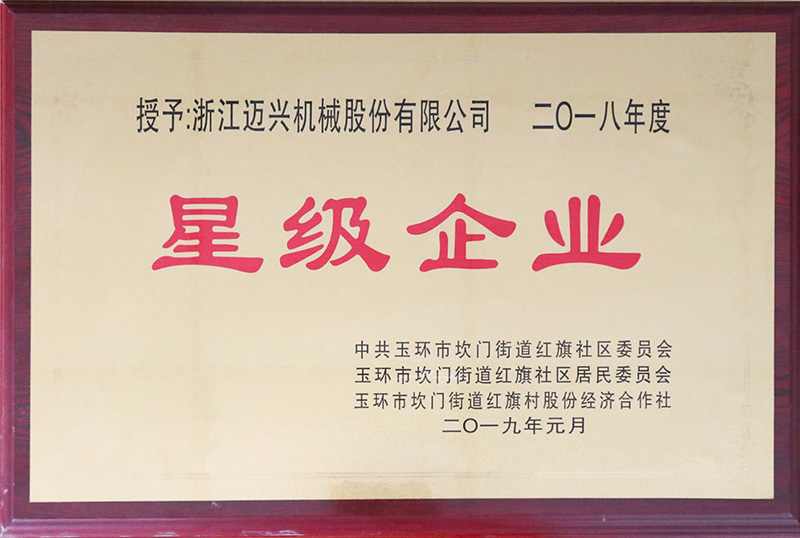 授予:浙江迈兴机械股份有限公司 二〇一八年度
星级企业
中共玉环市坎门街道红旗社区委员会
玉环市坎门街道红旗社区居民委员会
玉环市坎门街道红旗村股份经济合作社
二〇一九年元月